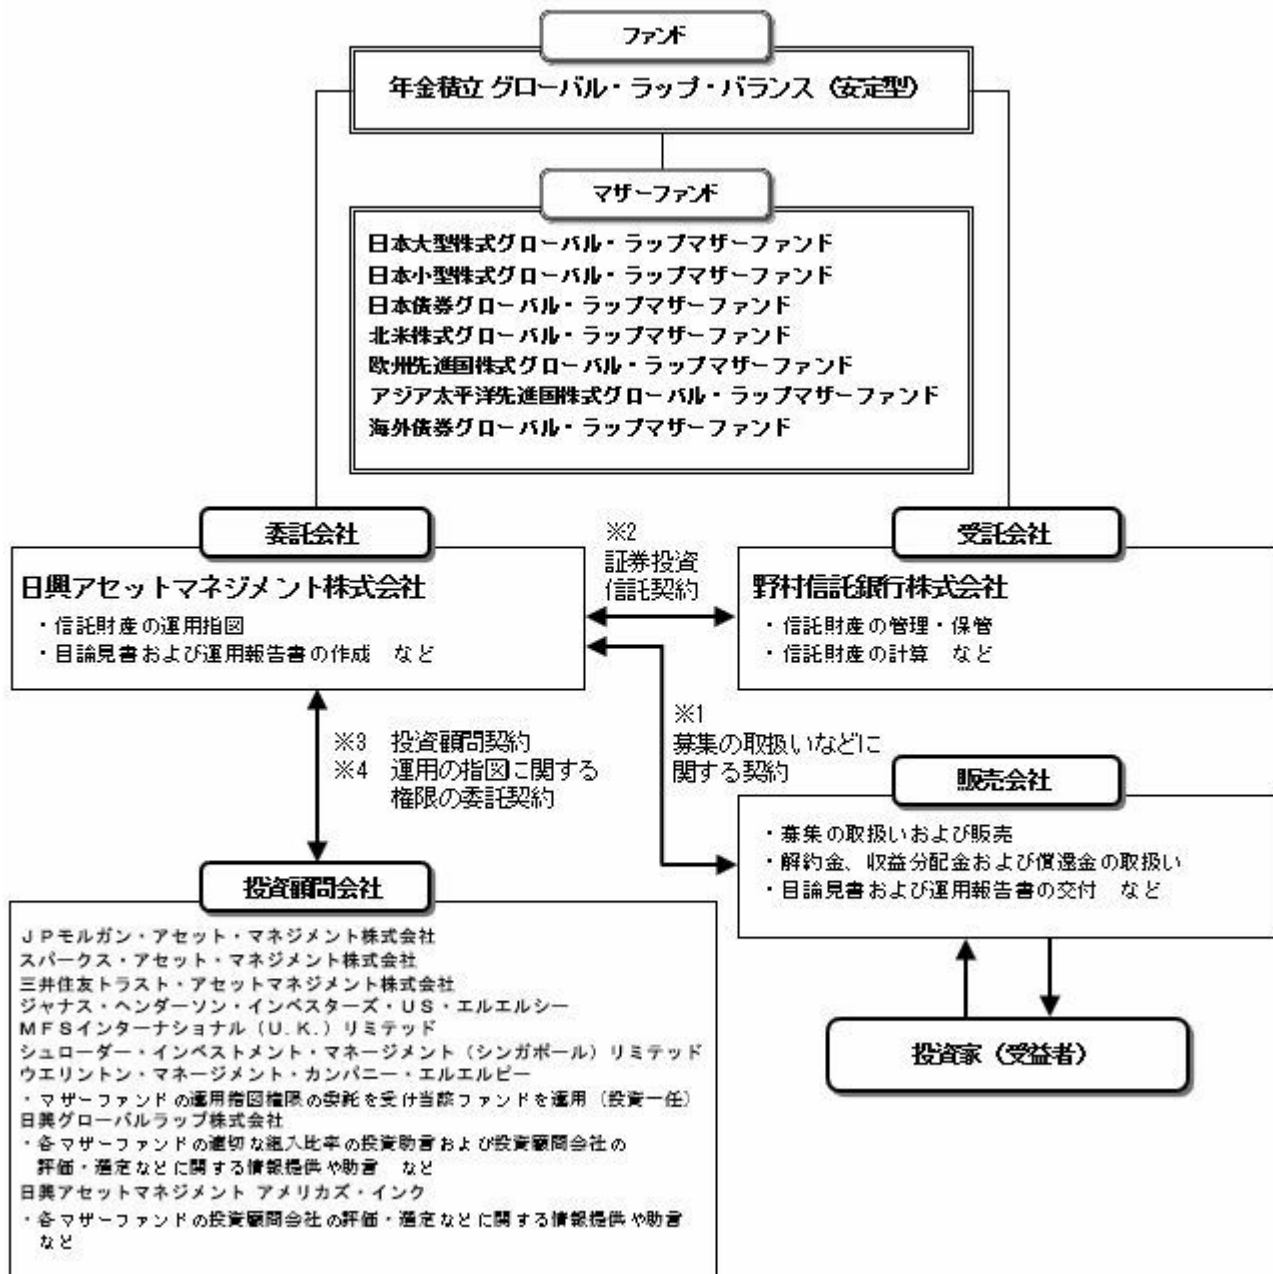 ファンド
年金積立 グローバル・ラップ・バランス（安定型）
マザーファンド
日本大型株式グローバル・ラップマザーファンド
日本小型株式グローバル・ラップマザーファンド
日本債券グローバル・ラップマザーファンド
北米株式グローバル・ラップマザーファンド
欧州先進国株式グローバル・ラップマザーファンド
アジア太平洋先進国株式グローバル・ラップマザーファンド
海外債券グローバル・ラップマザーファンド
委託会社
日興アセットマネジメント株式会社
・信託財産の運用指図
・目論見書および運用報告書の作成　など
※2
証券投資
信託契約
受託会社
野村信託銀行株式会社
・信託財産の管理・保管
・信託財産の計算　など
※3　投資顧問契約
※4　運用の指図に関する
権限の委託契約
※1
募集の取扱いなどに
関する契約
販売会社
・募集の取扱いおよび販売
・解約金、収益分配金および償還金の取扱い
・目論見書および運用報告書の交付　など
投資家（受益者）
投資顧問会社
ＪＰモルガン・アセット・マネジメント株式会社
スパークス・アセット・マネジメント株式会社
三井住友トラスト・アセットマネジメント株式会社
ジャナス・ヘンダーソン・インベスターズ・ＵＳ・エルエルシー
ＭＦＳインターナショナル（Ｕ．Ｋ．）リミテッド
シュローダー・インベストメント・マネージメント（シンガポール）リミテッド
ウエリントン・マネージメント・カンパニー・エルエルピー
・マザーファンドの運用指図権限の委託を受け当該ファンドを運用（投資一任）
日興グローバルラップ株式会社
・各マザーファンドの適切な組入比率の投資助言および投資顧問会社の
評価・選定などに関する情報提供や助言　など
日興アセットマネジメント アメリカズ・インク
・各マザーファンドの投資顧問会社の評価・選定などに関する情報提供や助言
など